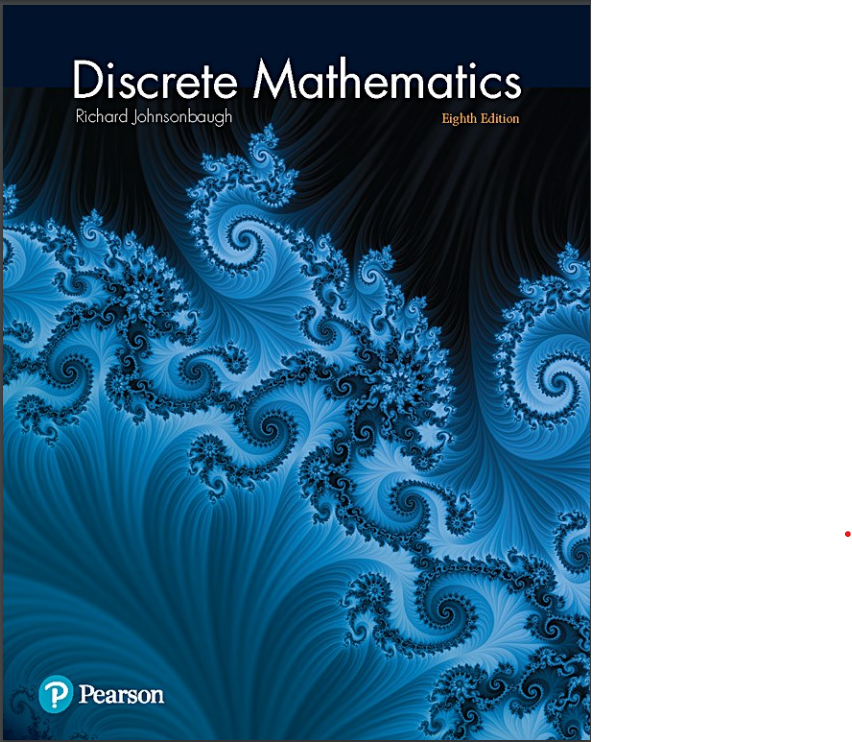 Discrete Mathematics
Richard Johnsonbaugh
Eighth Edition
P Pearson